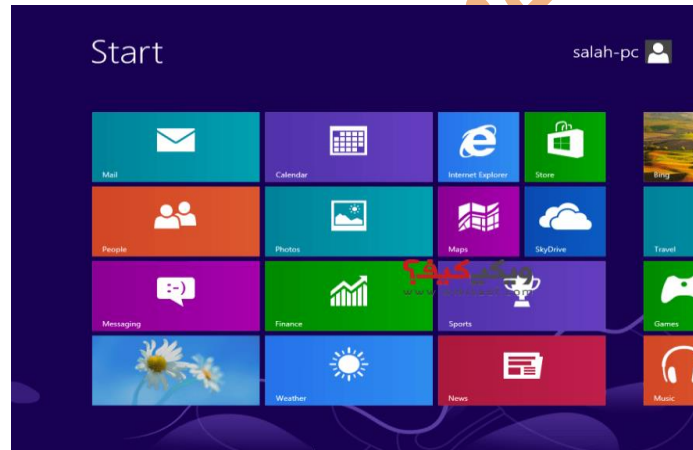 Start
salah-pc
Mail
Calendar
Internet Explorer
Store
Bing
People
Photos
Maps
SkyDrive
Travel
Messaging
:-)
Finance
Sports
Games
ويكي كيف؟
Weather
News
Music